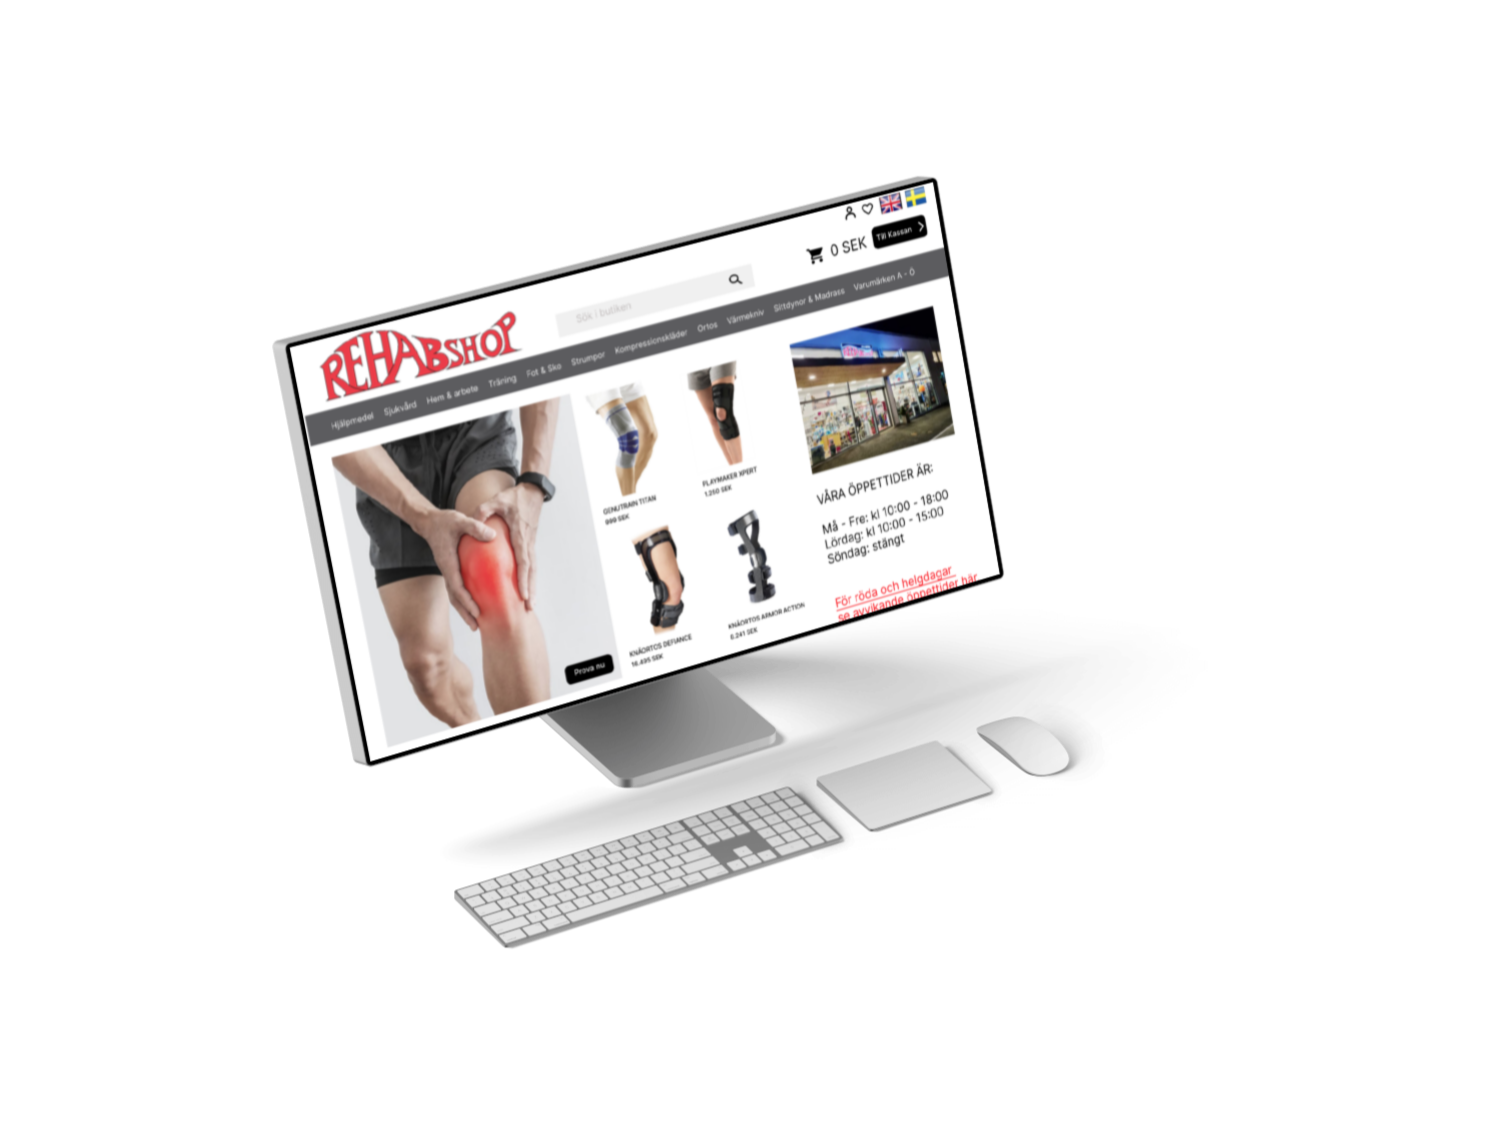 0 SEK
Till Kassan
Sök i butiken
REHABSHOP
Hjälpmedel Sjukvård Hem & arbete Träning Fot & Sko Strumpor Kompressionskläder Ortos Värmekniv Sittdynor & Madrass Varumärken A - Ö
GENUTRAIN TITAN
999 SEK
PLAYMAKER XPERT
1.250 SEK
KNÄORTOS DEFIANCE
16.495 SEK
KNÄORTOS ARMOR ACTION
6.241 SEK
Prova nu
VÅRA ÖPPETTIDER ÄR:
Må - Fre: kl 10:00 - 18:00
Lördag: kl 10:00 - 15:00
Söndag: stängt
För röda och helgdagar
se avvikande öppettider här